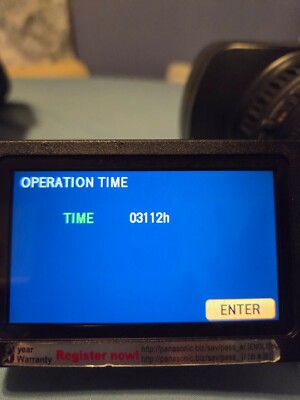 OPERATION TIME
TIME 03112h
ENTER
year
Warranty
Register now!